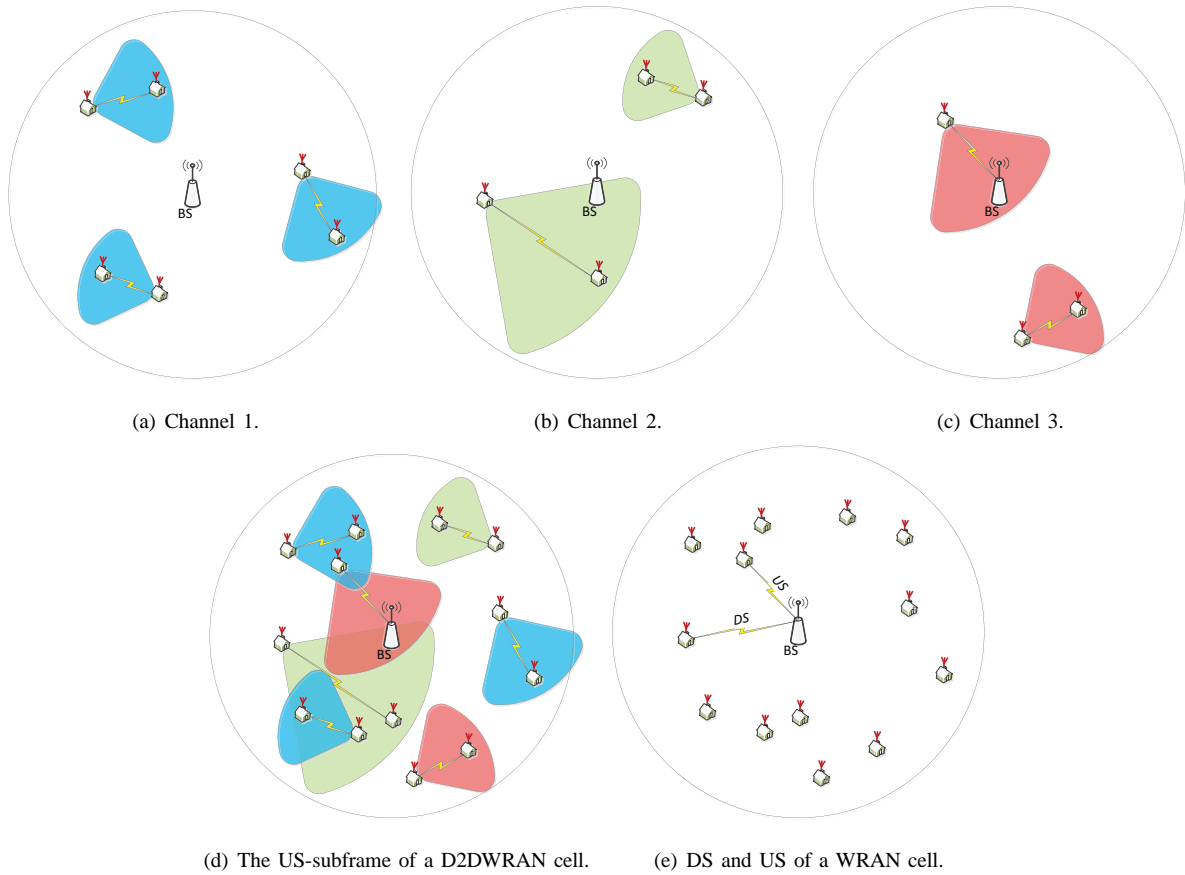 BS
BS
BS
(a) Channel 1.
(b) Channel 2.
(c) Channel 3.
BS
US
DS
BS
(d) The US-subframe of a D2DWRAN cell.
(e) DS and US of a WRAN cell.